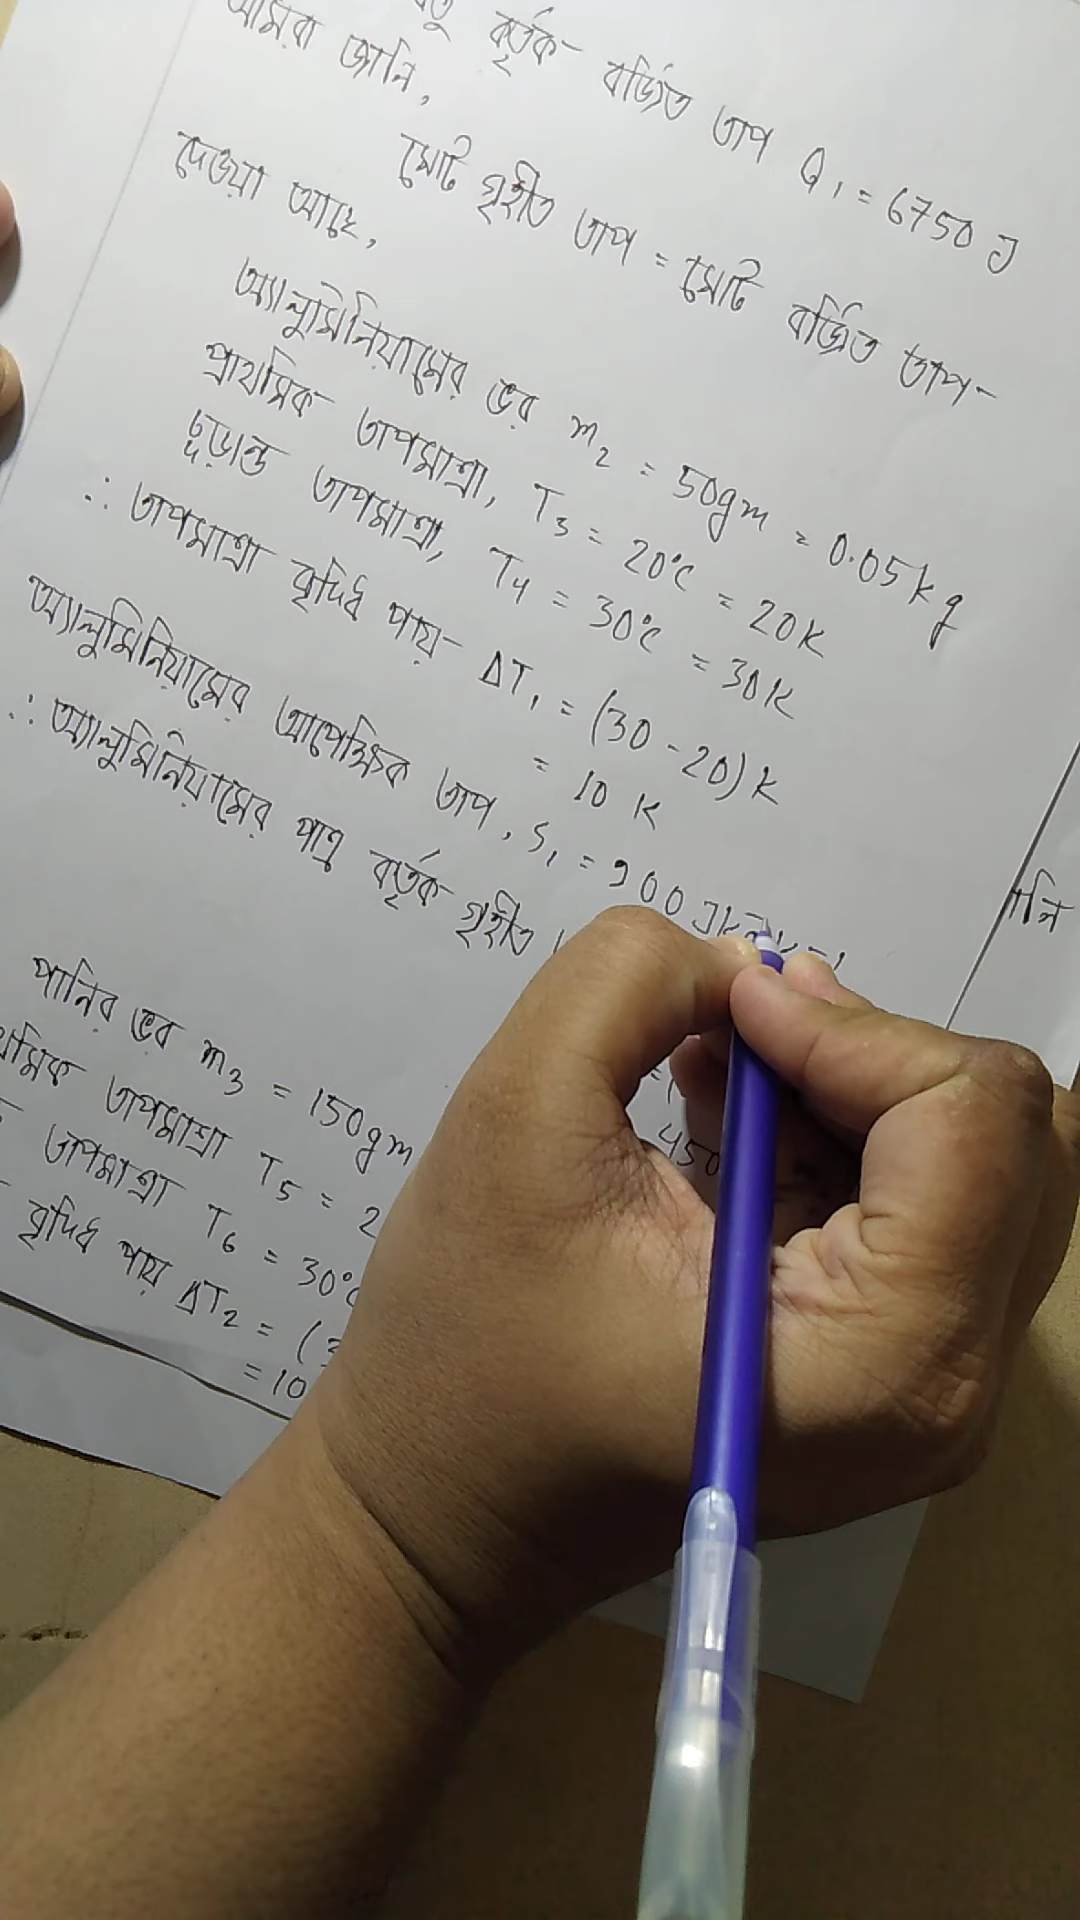 কর্তৃক বর্জিত তাপ Q₁ = 6750 J
আমরা জানি,
মোট গৃহীত তাপ = মোট বর্জিত তাপ
দেওয়া আছে,
অ্যালুমিনিয়ামের ভর m₂ = 50gm = 0.05kg
প্রাথমিক তাপমাত্রা, T₃ = 20°C = 20K
চূড়ান্ত তাপমাত্রা, T₄ = 30°C = 30K
∴ তাপমাত্রা বৃদ্ধি পায় ΔT₁ = (30-20)K
= 10 K
অ্যালুমিনিয়ামের আপেক্ষিক তাপ, S₁ = 900
∴ অ্যালুমিনিয়ামের পাত্র কর্তৃক গৃহীত
450
পানির ভর m₃ = 150gm
তাপমাত্রা T₅ = 2
তাপমাত্রা T₆ = 30°C
বৃদ্ধি পায় ΔT₂ = (
= 10